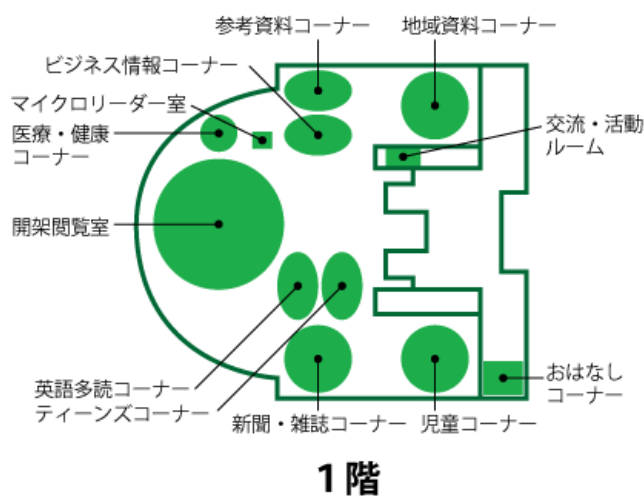 参考資料コーナー
地域資料コーナー
ビジネス情報コーナー
マイクロリーダー室
医療・健康
コーナー
交流・活動
ルーム
開架閲覧室
英語多読コーナー
ティーンズコーナー
新聞・雑誌コーナー
児童コーナー
おはなし
コーナー
1階